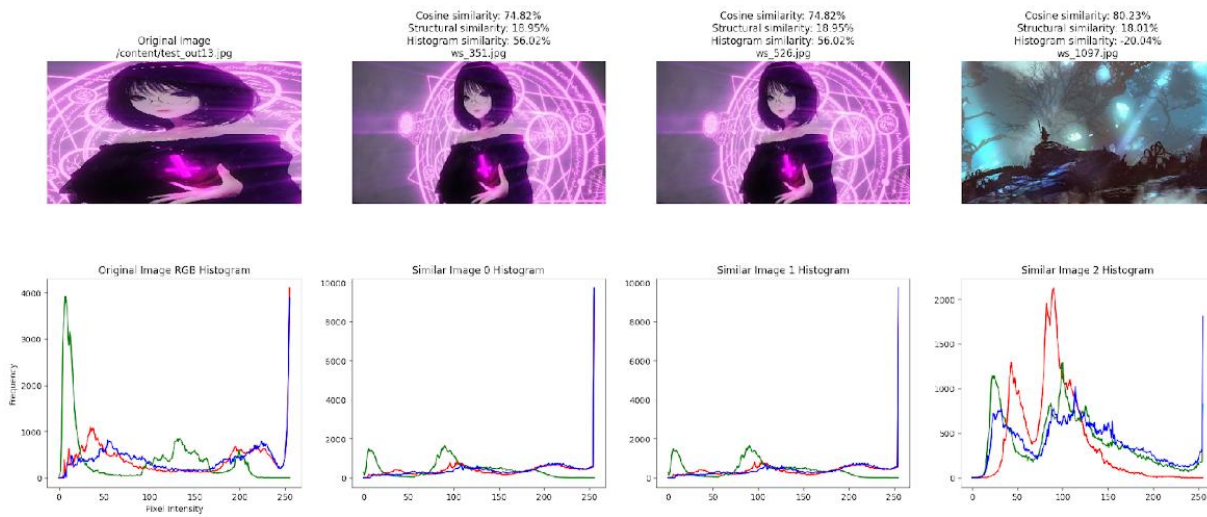 Original Image
/content/test_out13.jpg
Cosine similarity: 74.82%
Structural similarity: 18.95%
Histogram similarity: 56.02%
ws_351.jpg
Cosine similarity: 74.82%
Structural similarity: 18.95%
Histogram similarity: 56.02%
ws_526.jpg
Cosine similarity: 80.23%
Structural similarity: 18.01%
Histogram similarity: -20.04%
ws_1097.jpg
Original Image RGB Histogram
4000
3000
2000
1000
0
Frequency
0 50 100 150 200 250
Pixel Intensity
Similar Image 0 Histogram
10000
8000
6000
4000
2000
0
0 50 100 150 200 250
Similar Image 1 Histogram
10000
8000
6000
4000
2000
0
0 50 100 150 200 250
Similar Image 2 Histogram
2000
1500
1000
500
0
0 50 100 150 200 250